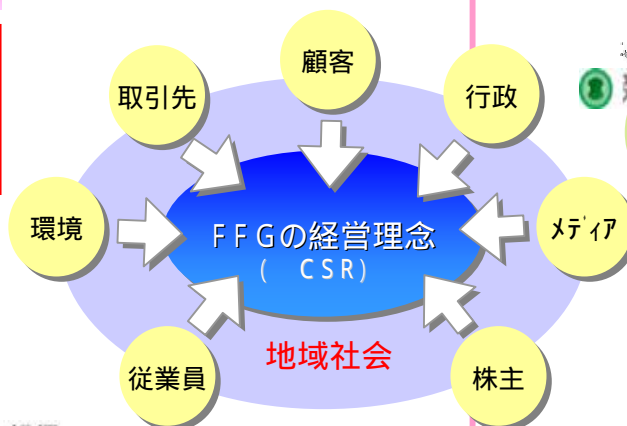 顧客
取引先
行政
環境
FFGの経営理念
( CSR)
メディア
地域社会
従業員
株主